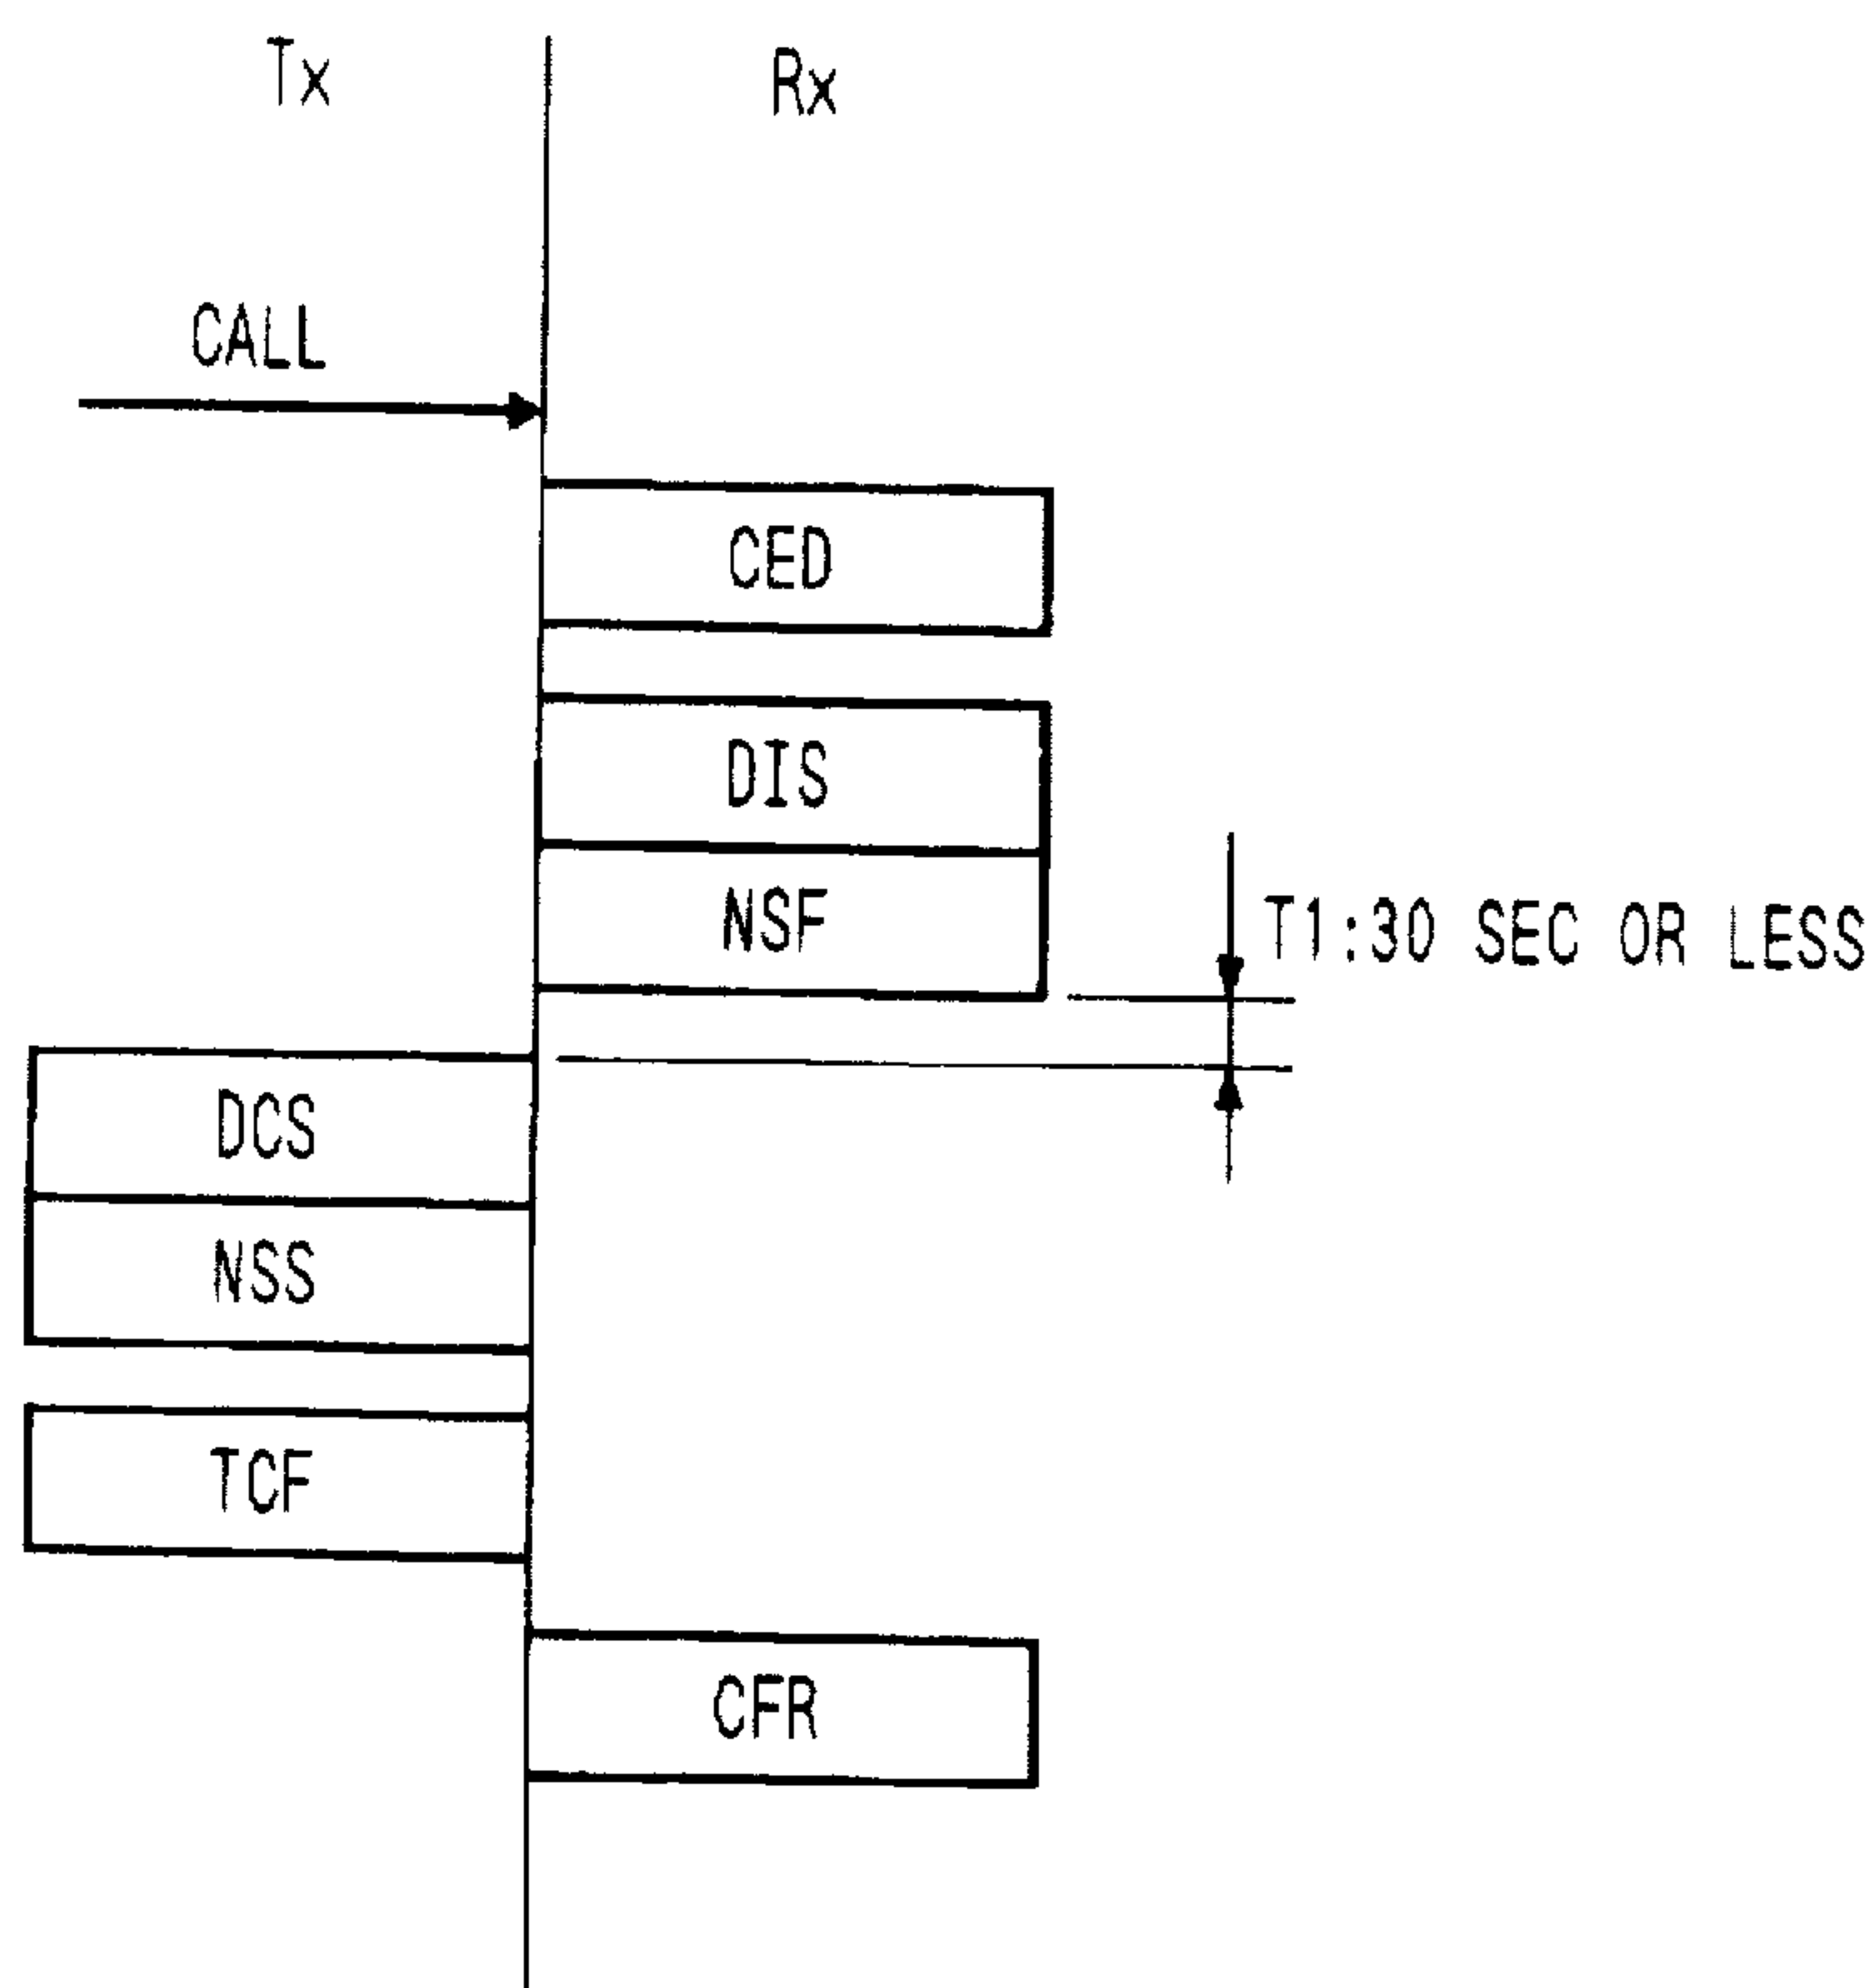 Tx
Rx
CALL
CED
DIS
NSF
T1:30 SEC OR LESS
DCS
NSS
TCF
CFR